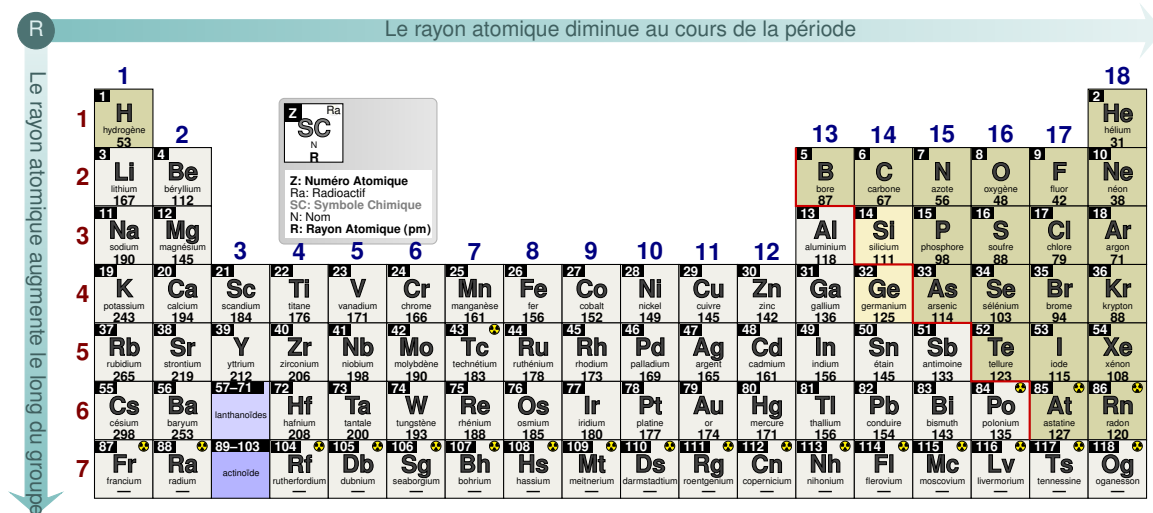 R
Le rayon atomique diminue au cours de la période
Le rayon atomique augmente le long du groupe
1 18
1
1 2
H He
hydrogène hélium
53 31
Z Ra
SC
N
R
Z: Numéro Atomique
Ra: Radioactif
SC: Symbole Chimique
N: Nom
R: Rayon Atomique (pm)
2 13 14 15 16 17
2
3 4 5 6 7 8 9 10
Li Be B C N O F Ne
lithium béryllium bore carbone azote oxygène fluor néon
167 112 87 67 56 48 42 38
3
11 12 13 14 15 16 17 18
Na Mg Al Si P S Cl Ar
sodium magnésium aluminium silicium phosphore soufre chlore argon
190 145 118 111 98 88 79 71
3 4 5 6 7 8 9 10 11 12
4
19 20 21 22 23 24 25 26 27 28 29 30 31 32 33 34 35 36
K Ca Sc Ti V Cr Mn Fe Co Ni Cu Zn Ga Ge As Se Br Kr
potassium calcium scandium titane vanadium chrome manganèse fer cobalt nickel cuivre zinc gallium germanium arsenic sélénium brome krypton
243 194 184 176 171 166 161 156 152 149 145 142 136 125 114 103 94 88
5
37 38 39 40 41 42 43 44 45 46 47 48 49 50 51 52 53 54
Rb Sr Y Zr Nb Mo Tc Ru Rh Pd Ag Cd In Sn Sb Te I Xe
rubidium strontium yttrium zirconium niobium molybdène technétium ruthénium rhodium palladium argent cadmium indium étain antimoine tellure iode xénon
265 219 212 206 198 190 183 178 173 169 165 161 156 145 133 123 115 108
6
55 56 57–71 72 73 74 75 76 77 78 79 80 81 82 83 84 85 86
Cs Ba Hf Ta W Re Os Ir Pt Au Hg Tl Pb Bi Po At Rn
césium baryum lanthanoïdes hafnium tantale tungstène rhénium osmium iridium platine or mercure thallium conduire bismuth polonium astatine radon
298 253 208 200 193 188 185 180 177 174 171 156 154 143 135 127 120
7
87 88 89–103 104 105 106 107 108 109 110 111 112 113 114 115 116 117 118
Fr Ra Rf Db Sg Bh Hs Mt Ds Rg Cn Nh Fl Mc Lv Ts Og
francium radium actinoïde rutherfordium dubnium seaborgium bohrium hassium meitnerium darmstadtium roentgenium copernicium nihonium flerovium moscovium livermorium tennessine oganesson
— — — — — — — — — — — — — — — — —